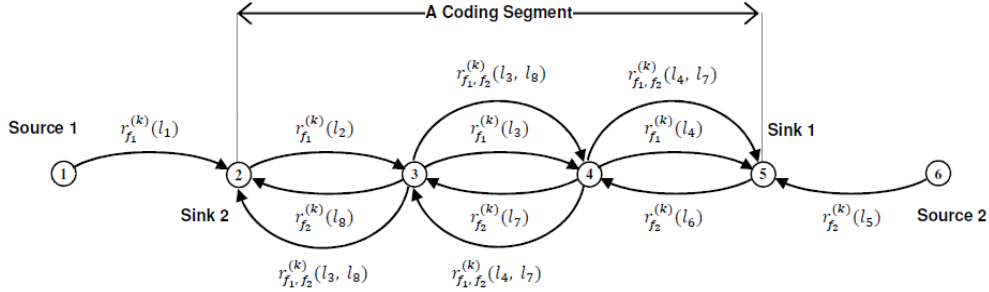 A Coding Segment
r_{f_1, f_2}^{(k)}(l_3, l_8) r_{f_1, f_2}^{(k)}(l_4, l_7)
Source 1 r_{f_1}^{(k)}(l_1) r_{f_1}^{(k)}(l_2) r_{f_1}^{(k)}(l_3) r_{f_1}^{(k)}(l_4) Sink 1
1 2 3 4 5 6
Sink 2 r_{f_2}^{(k)}(l_8) r_{f_2}^{(k)}(l_7) r_{f_2}^{(k)}(l_6) r_{f_2}^{(k)}(l_5) Source 2
r_{f_1, f_2}^{(k)}(l_3, l_8) r_{f_1, f_2}^{(k)}(l_4, l_7)